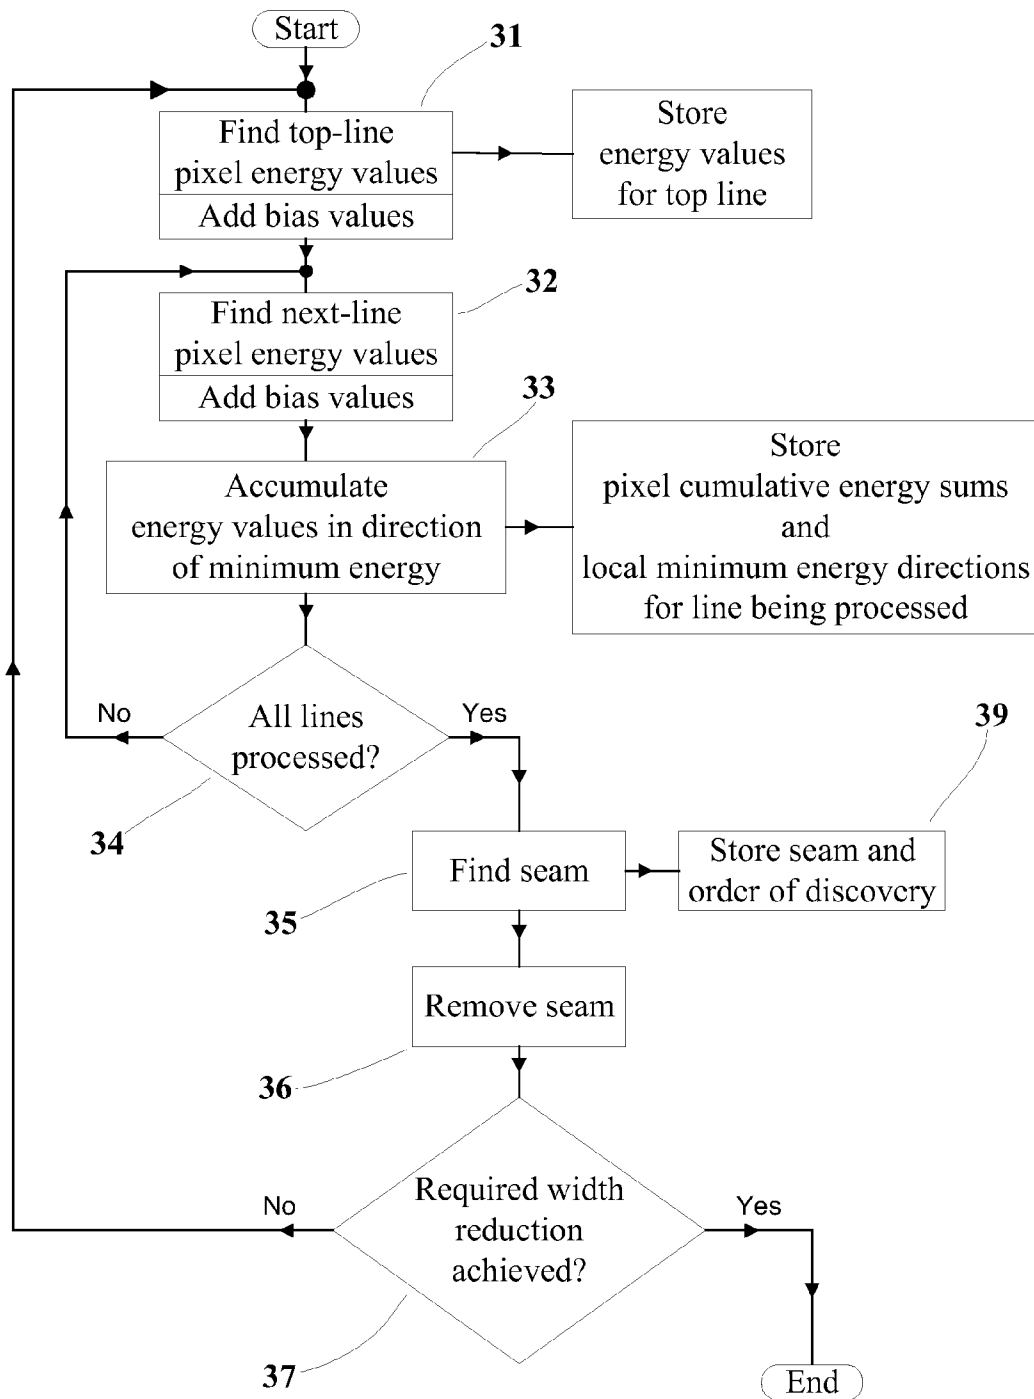 Start
31
Find top-line
pixel energy values
Add bias values
Store
energy values
for top line
32
Find next-line
pixel energy values
Add bias values
33
Accumulate
energy values in direction
of minimum energy
Store
pixel cumulative energy sums
and
local minimum energy directions
for line being processed
No
All lines
processed?
Yes
34
39
Find seam
Store seam and
order of discovery
35
Remove seam
36
No
Required width
reduction
achieved?
Yes
37
End